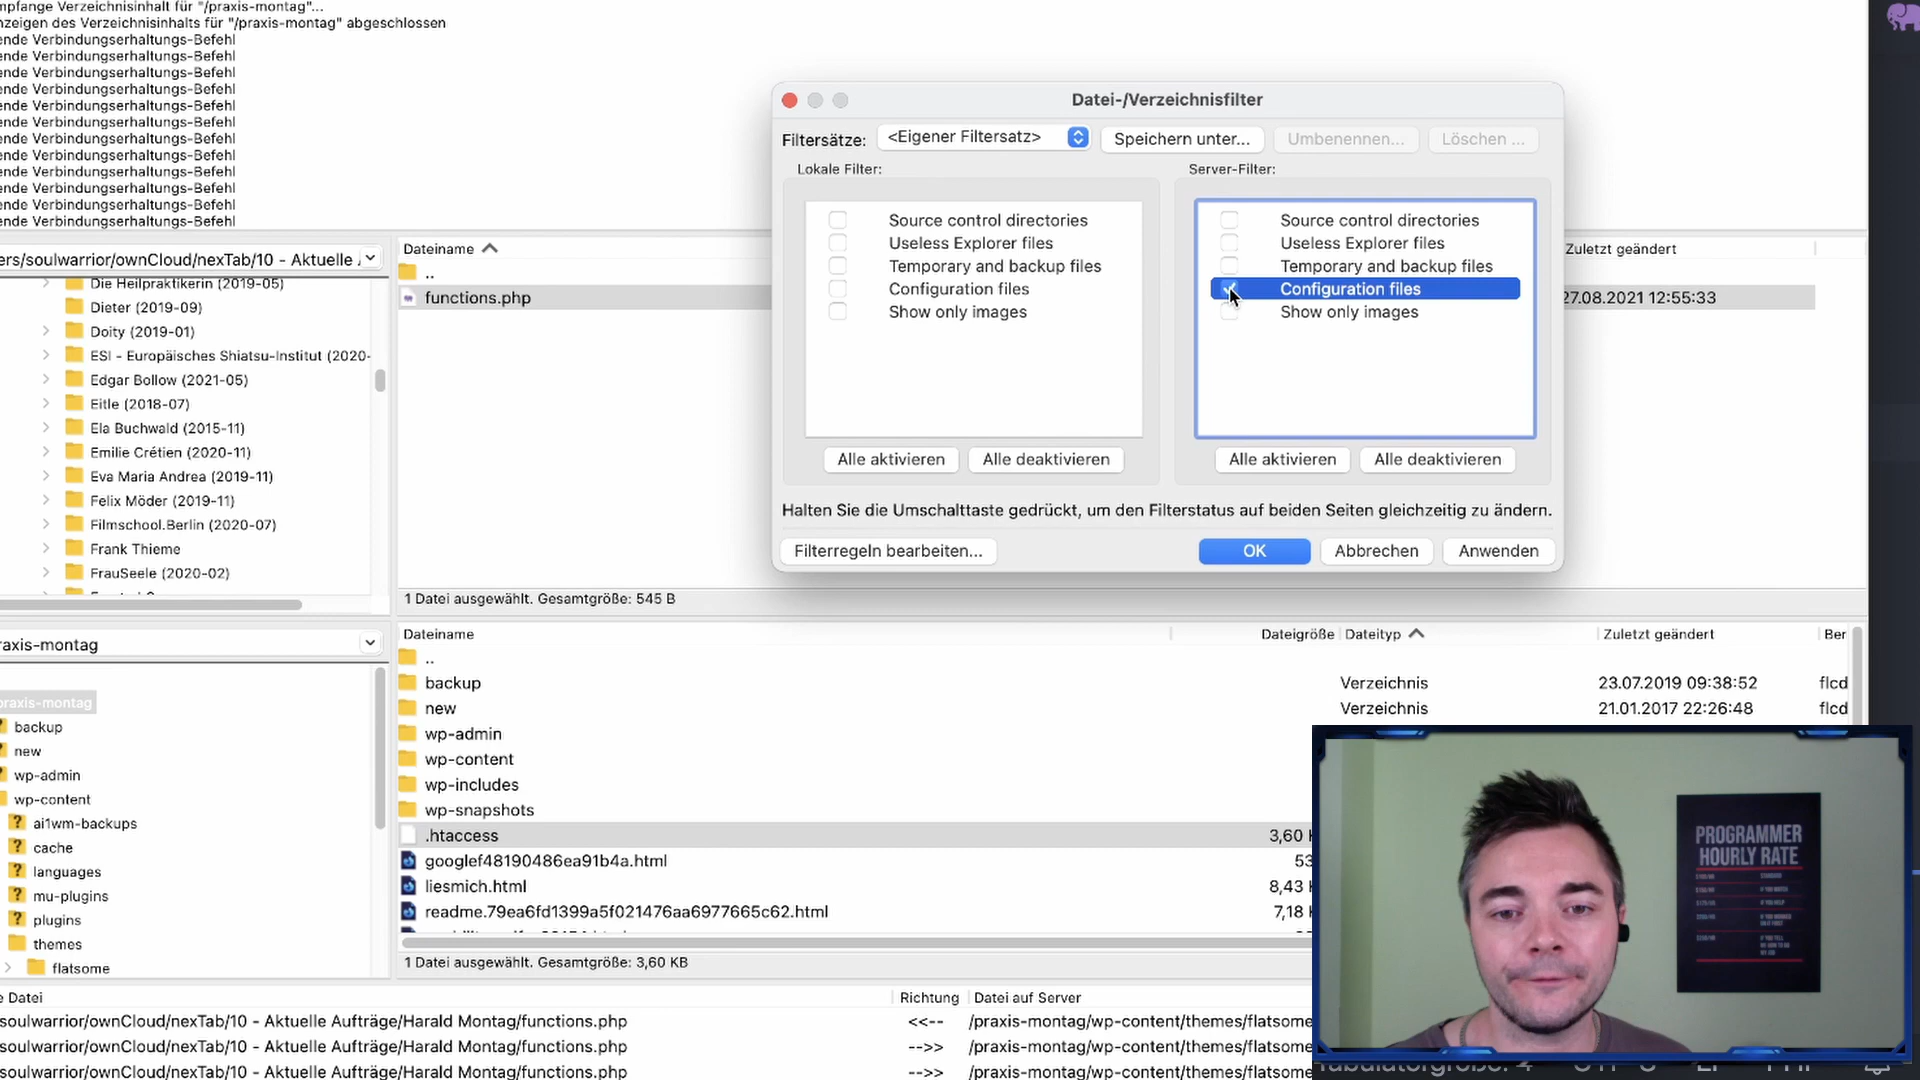 mpfange Verzeichnisinhalt für "/praxis-montag"...
nzeigen des Verzeichnisinhalts für "/praxis-montag" abgeschlossen
ende Verbindungserhaltungs-Befehl
ende Verbindungserhaltungs-Befehl
ende Verbindungserhaltungs-Befehl
ende Verbindungserhaltungs-Befehl
ende Verbindungserhaltungs-Befehl
ende Verbindungserhaltungs-Befehl
ende Verbindungserhaltungs-Befehl
ende Verbindungserhaltungs-Befehl
ende Verbindungserhaltungs-Befehl
ende Verbindungserhaltungs-Befehl
ende Verbindungserhaltungs-Befehl
ende Verbindungserhaltungs-Befehl
Datei-/Verzeichnisfilter
Filtersätze: <Eigener Filtersatz> Speichern unter... Umbenennen... Löschen ...
Lokale Filter:
Source control directories
Useless Explorer files
Temporary and backup files
Configuration files
Show only images
Alle aktivieren Alle deaktivieren
Server-Filter:
Source control directories
Useless Explorer files
Temporary and backup files
Configuration files
Show only images
Alle aktivieren Alle deaktivieren
Halten Sie die Umschalttaste gedrückt, um den Filterstatus auf beiden Seiten gleichzeitig zu ändern.
Filterregeln bearbeiten... OK Abbrechen Anwenden
ers/soulwarrior/ownCloud/nexTab/10 - Aktuelle
Die Heilpraktikerin (2019-05)
Dieter (2019-09)
Doity (2019-01)
ESI - Europäisches Shiatsu-Institut (2020-
Edgar Bollow (2021-05)
Eitle (2018-07)
Ela Buchwald (2015-11)
Emilie Crétien (2020-11)
Eva Maria Andrea (2019-11)
Felix Möder (2019-11)
Filmschool.Berlin (2020-07)
Frank Thieme
FrauSeele (2020-02)
Dateiname Zuletzt geändert
..
functions.php 27.08.2021 12:55:33
1 Datei ausgewählt. Gesamtgröße: 545 B
raxis-montag
praxis-montag
backup
new
wp-admin
wp-content
ai1wm-backups
cache
languages
mu-plugins
plugins
themes
flatsome
Dateiname Dateigröße Dateityp Zuletzt geändert Ber
..
backup Verzeichnis 23.07.2019 09:38:52 flcd
new Verzeichnis 21.01.2017 22:26:48 flcd
wp-admin
wp-content
wp-includes
wp-snapshots
.htaccess 3,60 K
googlef48190486ea91b4a.html 53
liesmich.html 8,43 K
readme.79ea6fd1399a5f021476aa6977665c62.html 7,18 K
1 Datei ausgewählt. Gesamtgröße: 3,60 KB
e Datei Richtung Datei auf Server
soulwarrior/ownCloud/nexTab/10 - Aktuelle Aufträge/Harald Montag/functions.php <<-- /praxis-montag/wp-content/themes/flatsome
soulwarrior/ownCloud/nexTab/10 - Aktuelle Aufträge/Harald Montag/functions.php -->> /praxis-montag/wp-content/themes/flatsome
soulwarrior/ownCloud/nexTab/10 - Aktuelle Aufträge/Harald Montag/functions.php -->> /praxis-montag/wp-content/themes/flatsome
PROGRAMMER
HOURLY RATE